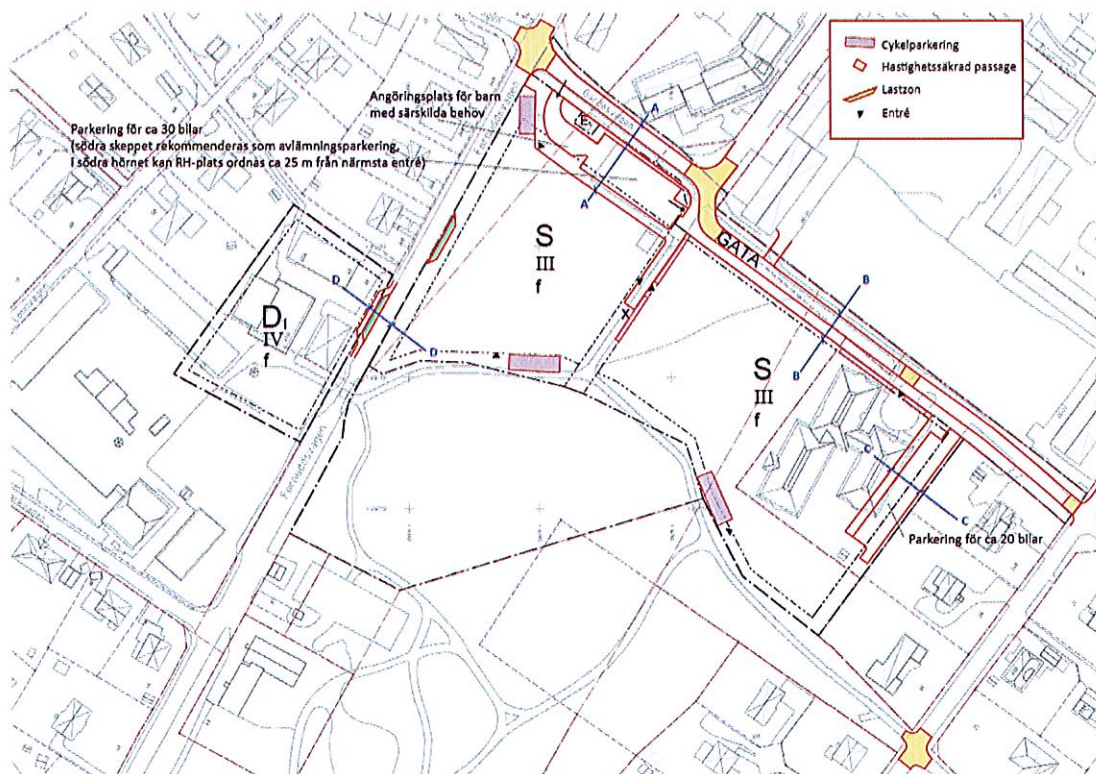 Cykelparkering
Hastighetssäkrad passage
Lastzon
Entré
Angöringsplats för barn
med särskilda behov
Parkering för ca 30 bilar
(södra skeppet rekommenderas som avlämningsparkering,
I södra hörnet kan RH-plats ordnas ca 25 m från närmsta entré)
E
A
A
S
III
f
GATA
D
D
D₁
IV
f
X
B
B
S
III
f
C
C
Parkering för ca 20 bilar